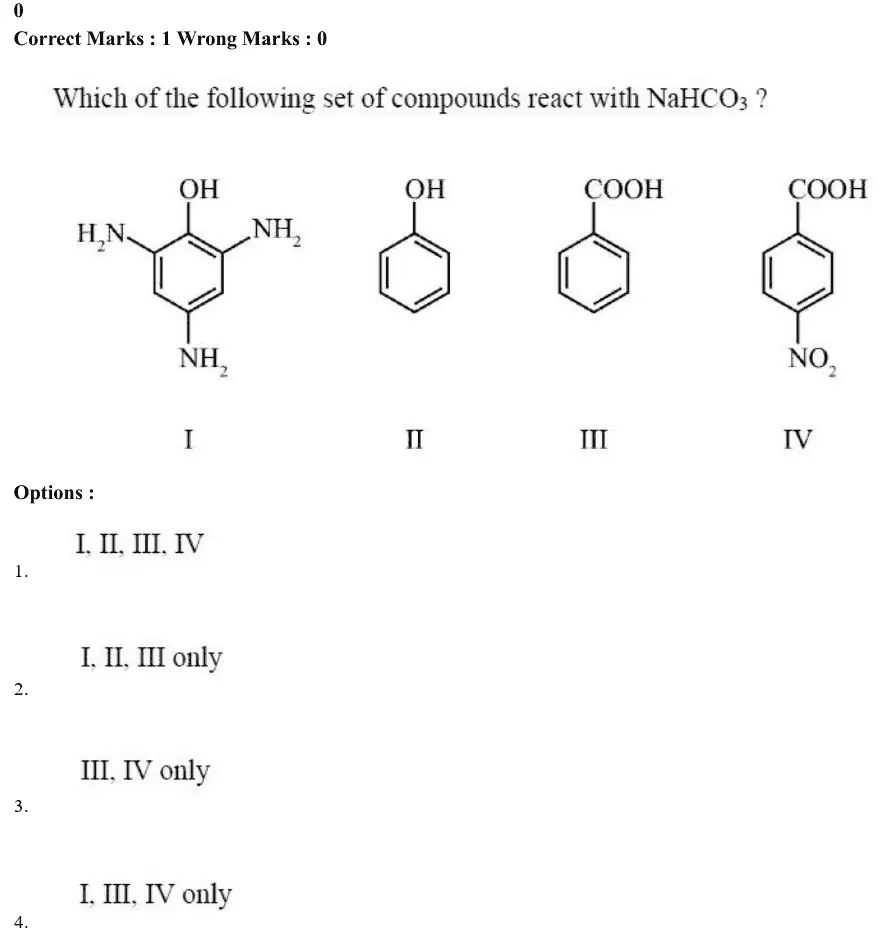 0
Correct Marks : 1 Wrong Marks : 0
Which of the following set of compounds react with NaHCO₃ ?
OH OH COOH COOH
H₂N NH₂
NH₂ NO₂
I II III IV
Options :
I, II, III, IV
1.
I, II, III only
2.
III, IV only
3.
I, III, IV only
4.